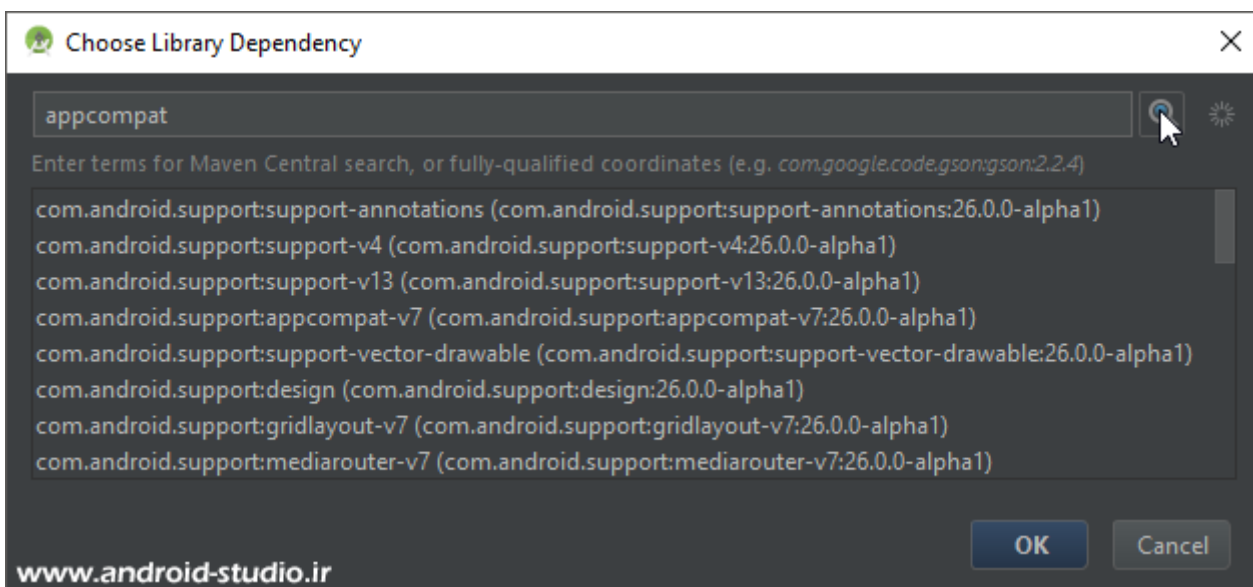 Choose Library Dependency
appcompat
Enter terms for Maven Central search, or fully-qualified coordinates (e.g. com.google.code.gson:gson:2.2.4)
com.android.support:support-annotations (com.android.support:support-annotations:26.0.0-alpha1)
com.android.support:support-v4 (com.android.support:support-v4:26.0.0-alpha1)
com.android.support:support-v13 (com.android.support:support-v13:26.0.0-alpha1)
com.android.support:appcompat-v7 (com.android.support:appcompat-v7:26.0.0-alpha1)
com.android.support:support-vector-drawable (com.android.support:support-vector-drawable:26.0.0-alpha1)
com.android.support:design (com.android.support:design:26.0.0-alpha1)
com.android.support:gridlayout-v7 (com.android.support:gridlayout-v7:26.0.0-alpha1)
com.android.support:mediarouter-v7 (com.android.support:mediarouter-v7:26.0.0-alpha1)
OK Cancel
www.android-studio.ir